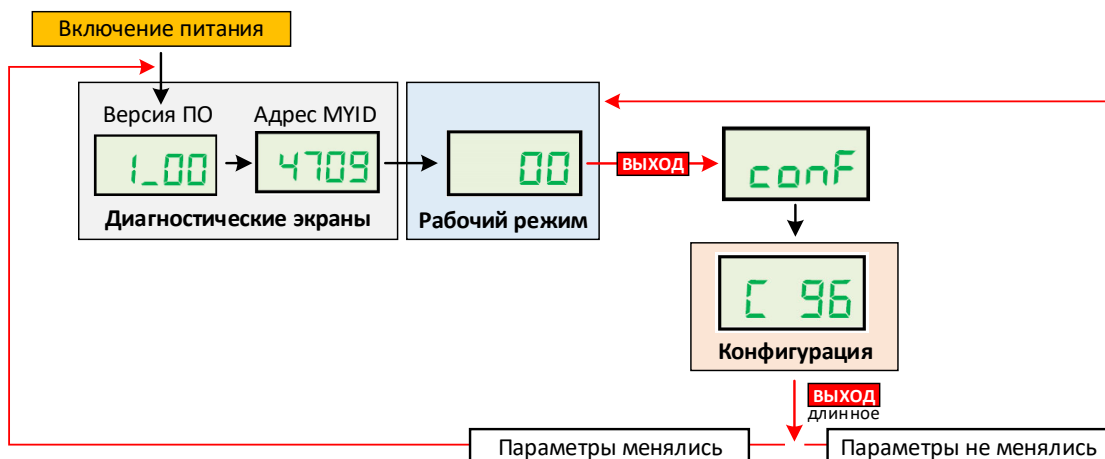 Включение питания
Версия ПО
Адрес MYID
1_00
4709
00
ВЫХОД
conF
Диагностические экраны
Рабочий режим
C 96
Конфигурация
ВЫХОД
длинное
Параметры менялись
Параметры не менялись